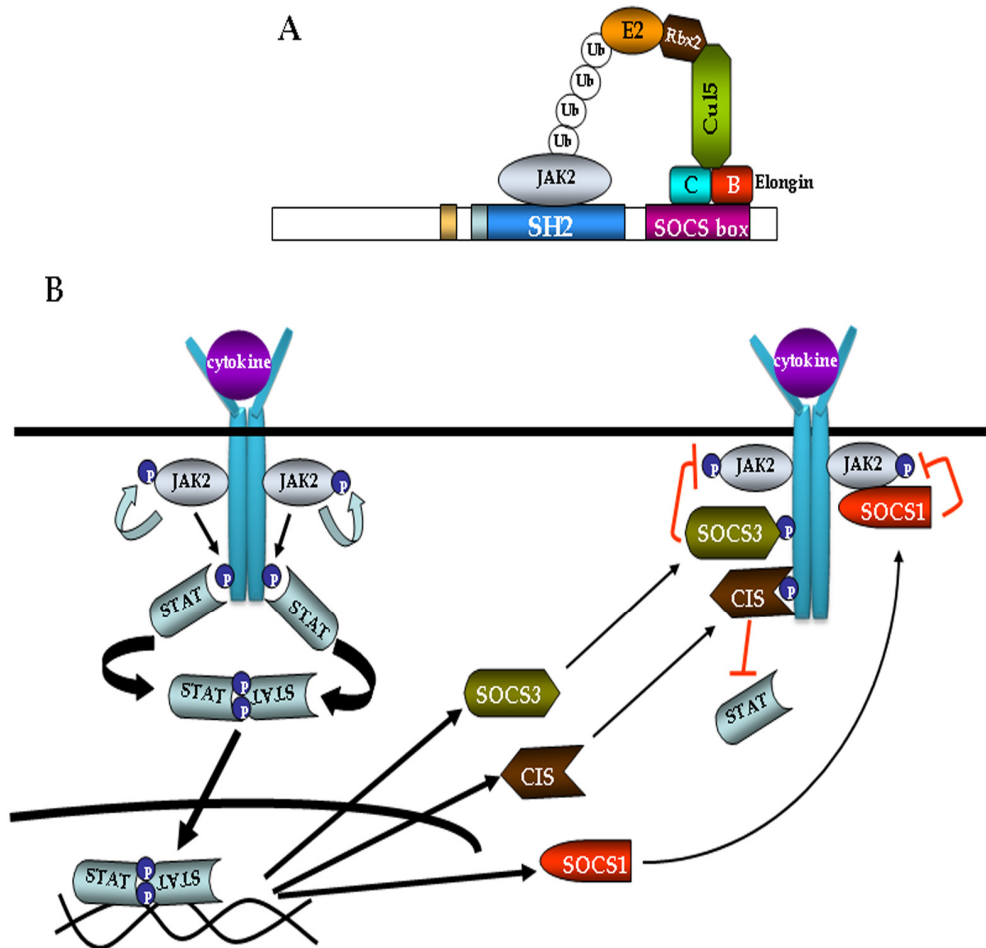 A
E2
Rbx2
Ub
Ub
Ub
Ub
Cul5
JAK2
C
B
Elongin
SH2
SOCS box
B
cytokine
cytokine
P
JAK2
JAK2
P
P
JAK2
JAK2
P
SOCS1
SOCS3
P
P
P
STAT
STAT
CIS
P
P
STAT
STAT
P
SOCS3
STAT
CIS
STAT
P
STAT
P
SOCS1